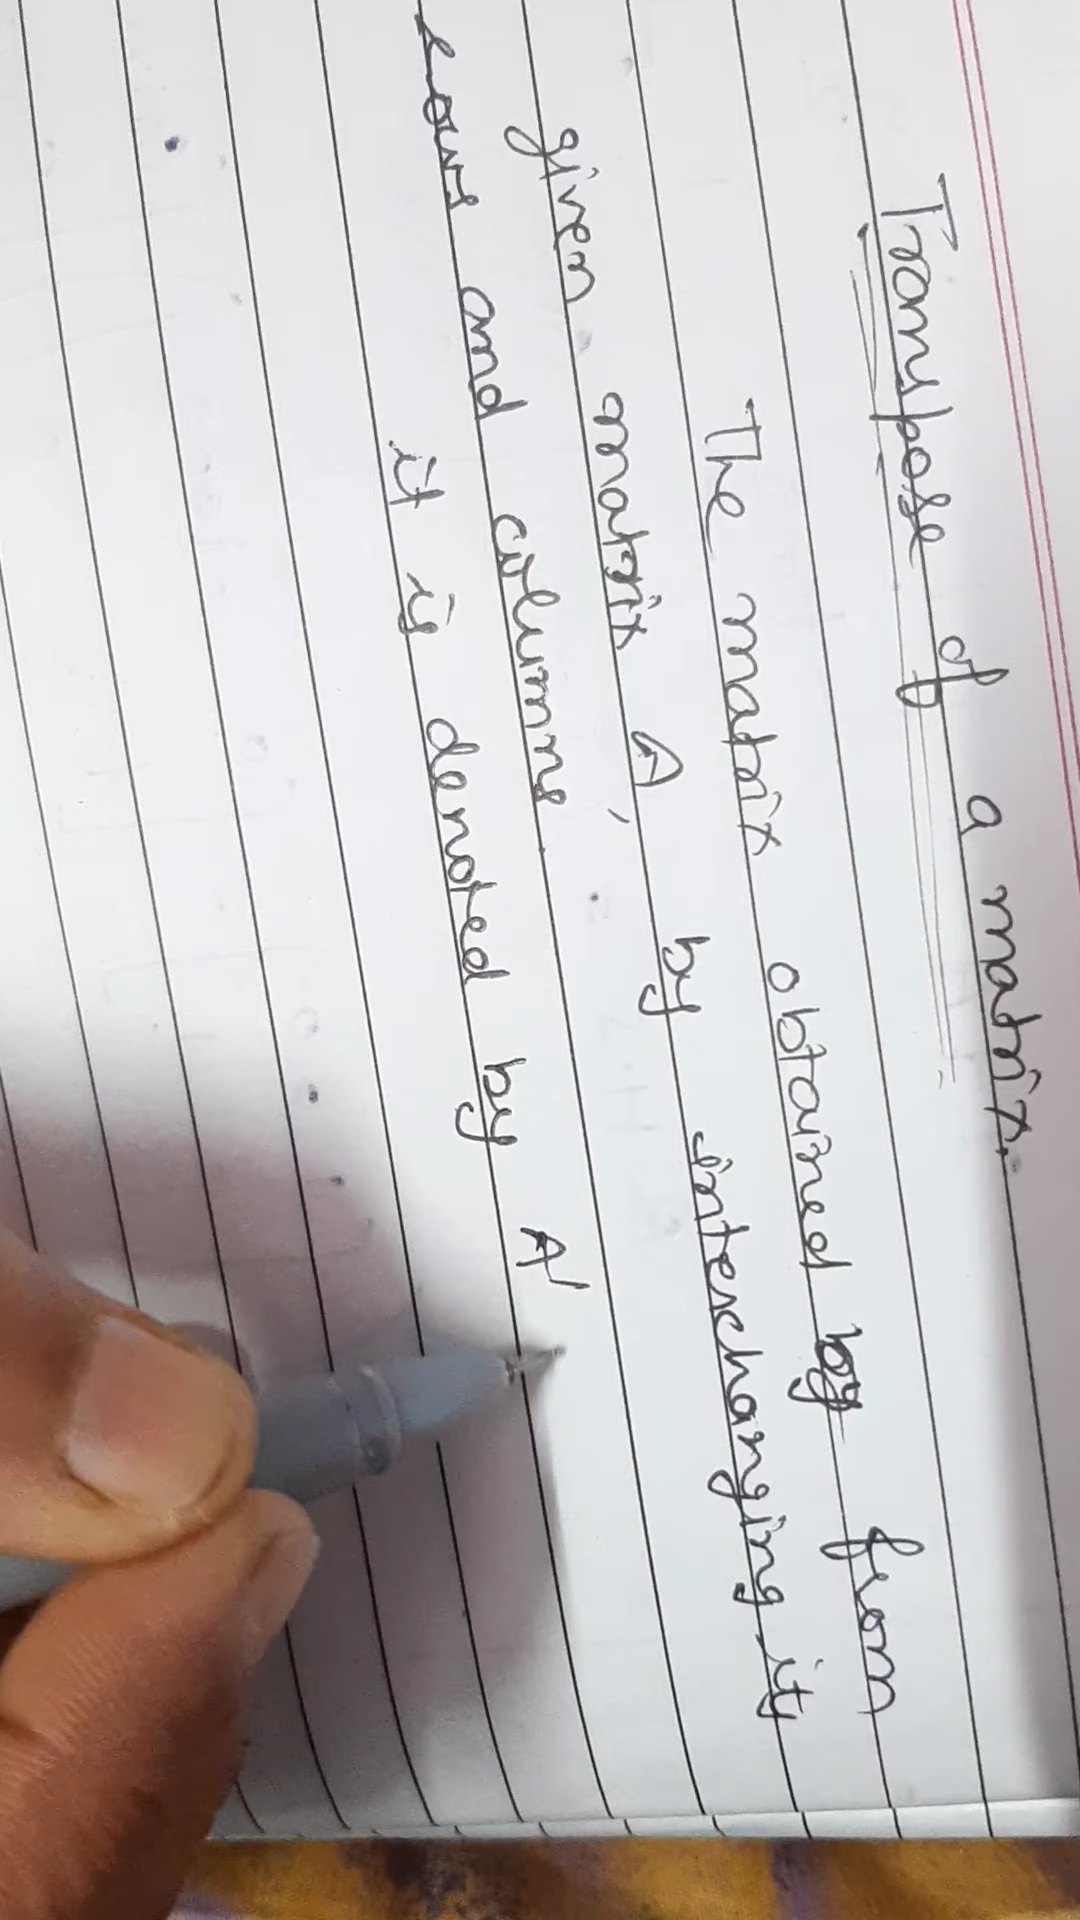 Transpose of a matrix.
The matrix obtained by from
given matrix A, by interchanging its
rows and columns.
it is denoted by A'